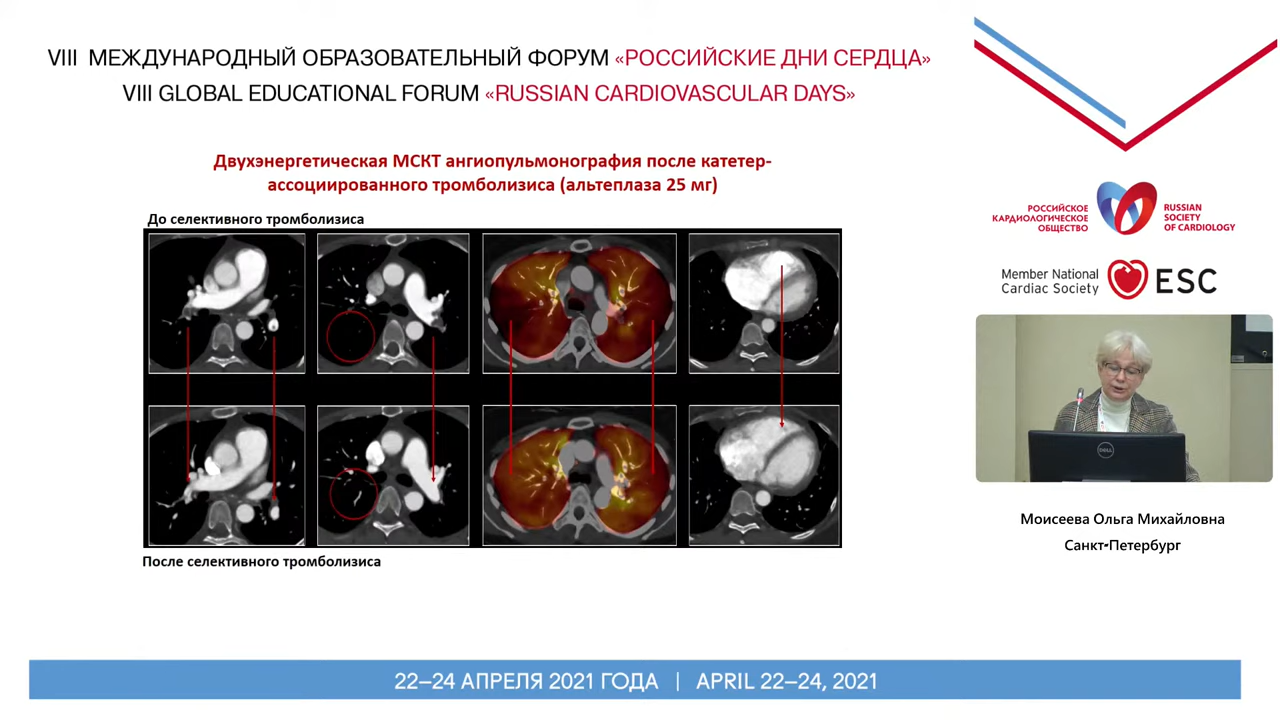 VIII МЕЖДУНАРОДНЫЙ ОБРАЗОВАТЕЛЬНЫЙ ФОРУМ «РОССИЙСКИЕ ДНИ СЕРДЦА»
VIII GLOBAL EDUCATIONAL FORUM «RUSSIAN CARDIOVASCULAR DAYS»
Двухэнергетическая МСКТ ангиопульмонография после катетер-
ассоциированного тромболизиса (альтеплаза 25 мг)
До селективного тромболизиса
После селективного тромболизиса
РОССИЙСКОЕ
КАРДИОЛОГИЧЕСКОЕ
ОБЩЕСТВО
RUSSIAN
SOCIETY
OF CARDIOLOGY
Member National
Cardiac Society
ESC
DELL
Моисеева Ольга Михайловна
Санкт-Петербург
22–24 АПРЕЛЯ 2021 ГОДА | APRIL 22–24, 2021